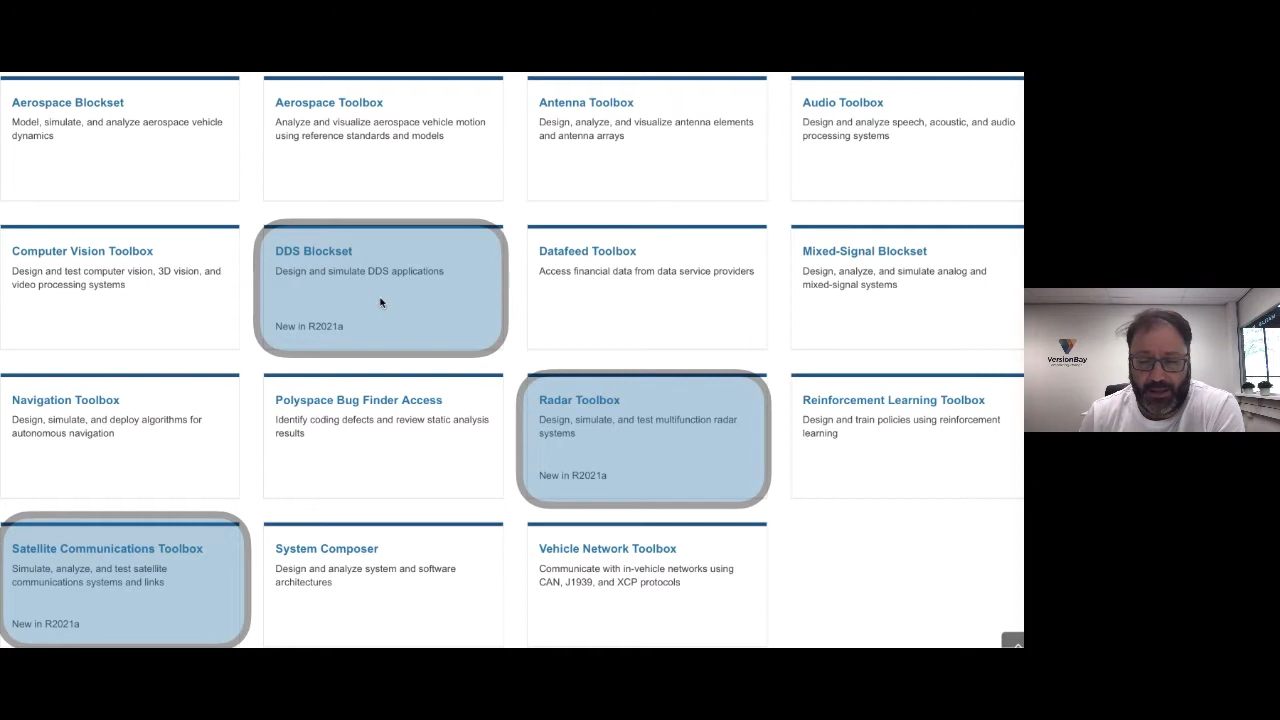 Aerospace Blockset
Model, simulate, and analyze aerospace vehicle
dynamics
Aerospace Toolbox
Analyze and visualize aerospace vehicle motion
using reference standards and models
Antenna Toolbox
Design, analyze, and visualize antenna elements
and antenna arrays
Audio Toolbox
Design and analyze speech, acoustic, and audio
processing systems
Computer Vision Toolbox
Design and test computer vision, 3D vision, and
video processing systems
DDS Blockset
Design and simulate DDS applications
New in R2021a
Datafeed Toolbox
Access financial data from data service providers
Mixed-Signal Blockset
Design, analyze, and simulate analog and
mixed-signal systems
Navigation Toolbox
Design, simulate, and deploy algorithms for
autonomous navigation
Polyspace Bug Finder Access
Identify coding defects and review static analysis
results
Radar Toolbox
Design, simulate, and test multifunction radar
systems
New in R2021a
Reinforcement Learning Toolbox
Design and train policies using reinforcement
learning
Satellite Communications Toolbox
Simulate, analyze, and test satellite
communications systems and links
New in R2021a
System Composer
Design and analyze system and software
architectures
Vehicle Network Toolbox
Communicate with in-vehicle networks using
CAN, J1939, and XCP protocols
VersionBay